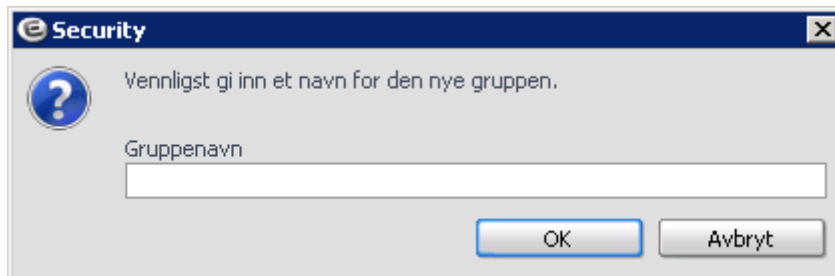 Security
Vennligst gi inn et navn for den nye gruppen.
Gruppenavn
OK Avbryt